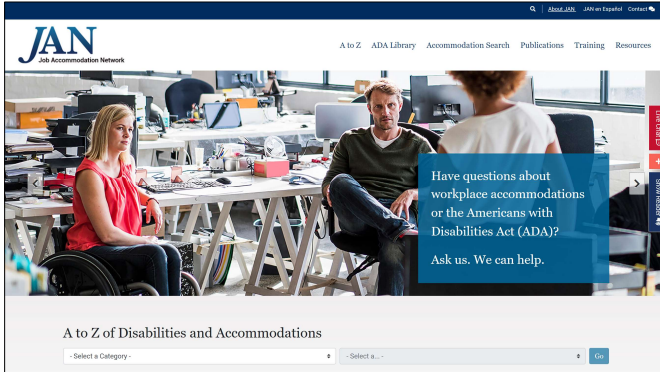 About JAN JAN en Español Contact
JAN
Job Accommodation Network
A to Z ADA Library Accommodation Search Publications Training Resources
Have questions about
workplace accommodations
or the Americans with
Disabilities Act (ADA)?
Ask us. We can help.
A to Z of Disabilities and Accommodations
- Select a Category -
- Select a... -
Go